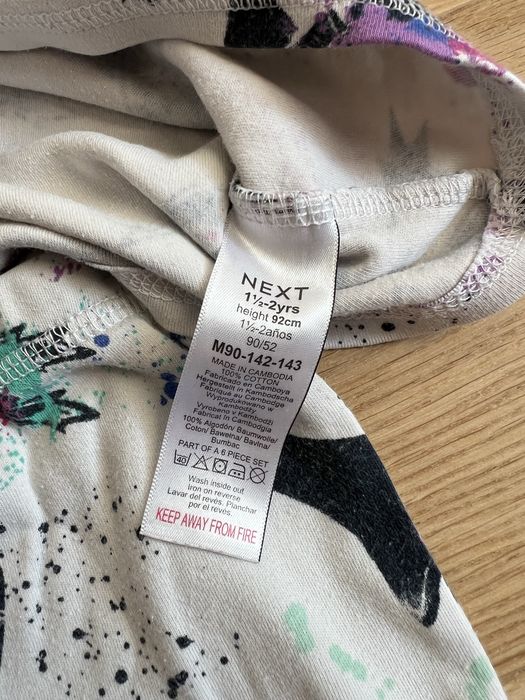 NEXT
1½-2yrs
height 92cm
1½-2años
90/52
M90-142-143
MADE IN CAMBODIA
100% COTTON
Fabricado en Camboya
Hergestellt in Kambodscha
Fabriqué au Cambodge
Wyprodukowano w
Kambodży
Vyrobeno v Kambodži
Fabricat în Cambodgia
100% Algodón/ Baumwolle/
Coton/ Bawełna/ Bavlna/
Bumbac
PART OF A 6 PIECE SET
40
Wash inside out
Iron on reverse
Lavar del revés. Planchar
por el revés.
KEEP AWAY FROM FIRE